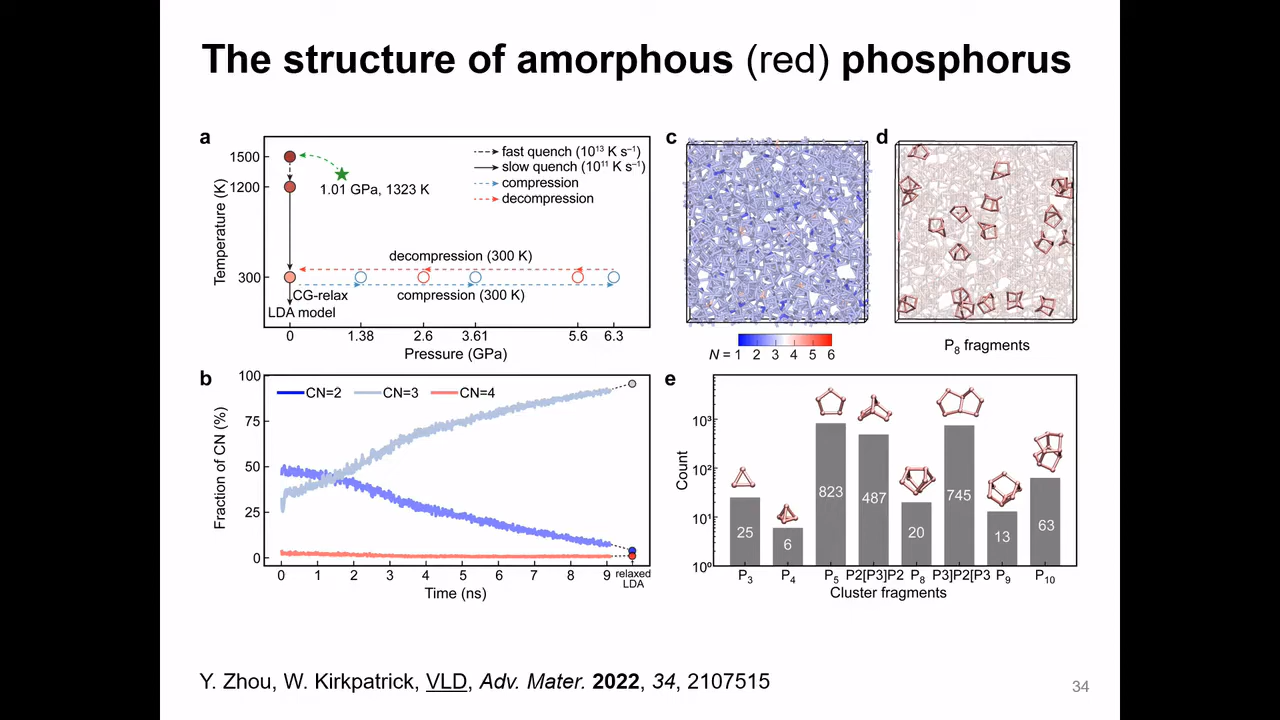 The structure of amorphous (red) phosphorus
a
1500
1200
300
Temperature (K)
fast quench (10¹³ K s⁻¹)
slow quench (10¹¹ K s⁻¹)
compression
decompression
1.01 GPa, 1323 K
decompression (300 K)
CG-relax
compression (300 K)
LDA model
0 1.38 2.6 3.61 5.6 6.3
Pressure (GPa)
b
100
75
50
25
0
Fraction of CN (%)
CN=2 CN=3 CN=4
0 1 2 3 4 5 6 7 8 9 relaxed
LDA
Time (ns)
c
N = 1 2 3 4 5 6
d
P₈ fragments
e
10³
10²
10¹
10⁰
Count
25 6 823 487 20 745 13 63
P₃ P₄ P₅ P2[P3]P2 P₈ P3]P2[P3 P₉ P₁₀
Cluster fragments
Y. Zhou, W. Kirkpatrick, VLD, Adv. Mater. 2022, 34, 2107515
34